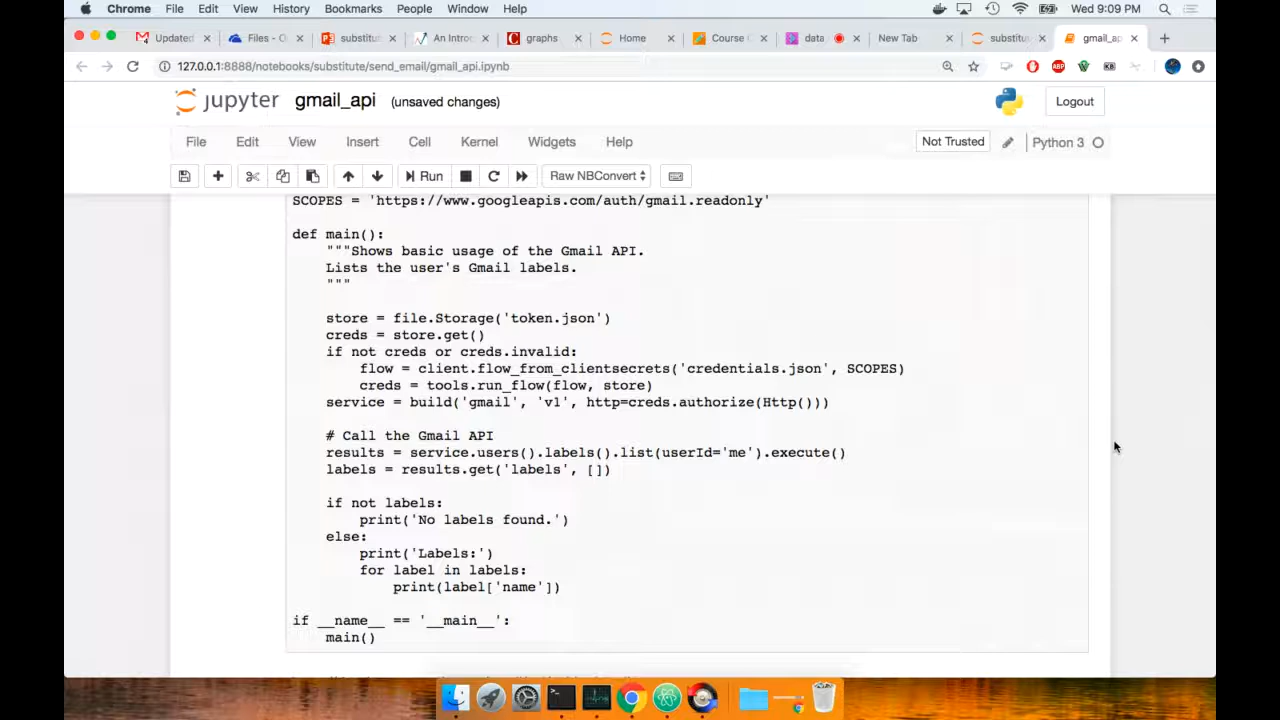 Chrome File Edit View History Bookmarks People Window Help Wed 9:09 PM
Updated Files - O substitut An Intro graphs Home Course data New Tab substitu gmail_ap
127.0.0.1:8888/notebooks/substitute/send_email/gmail_api.ipynb
jupyter gmail_api (unsaved changes) Logout
File Edit View Insert Cell Kernel Widgets Help Not Trusted Python 3
Run Raw NBConvert
SCOPES = 'https://www.googleapis.com/auth/gmail.readonly'
def main():
"""Shows basic usage of the Gmail API.
Lists the user's Gmail labels.
"""
store = file.Storage('token.json')
creds = store.get()
if not creds or creds.invalid:
flow = client.flow_from_clientsecrets('credentials.json', SCOPES)
creds = tools.run_flow(flow, store)
service = build('gmail', 'v1', http=creds.authorize(Http()))
# Call the Gmail API
results = service.users().labels().list(userId='me').execute()
labels = results.get('labels', [])
if not labels:
print('No labels found.')
else:
print('Labels:')
for label in labels:
print(label['name'])
if __name__ == '__main__':
main()